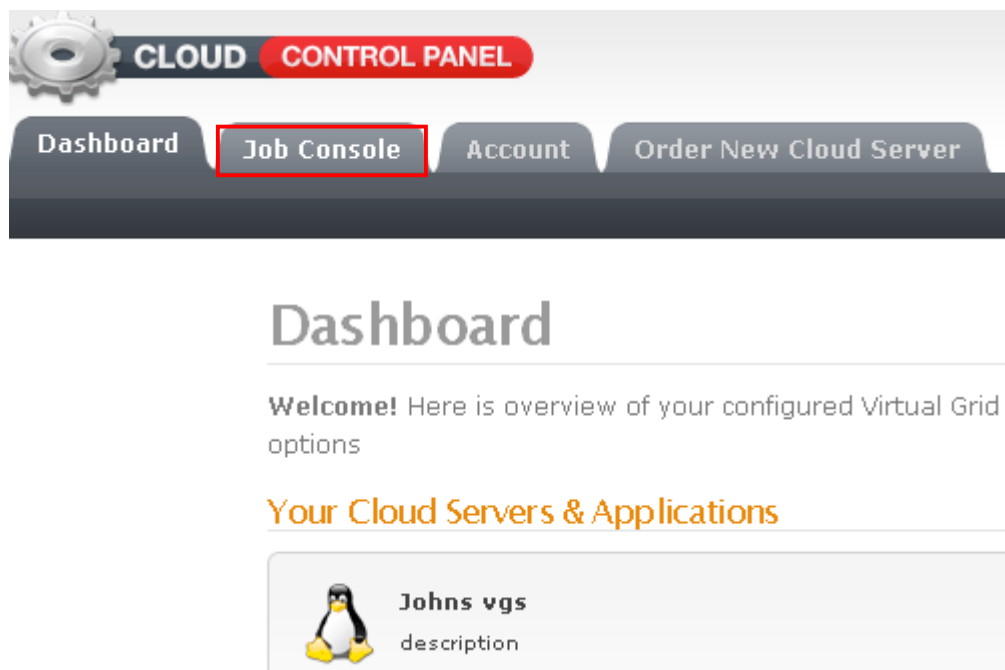 CLOUD CONTROL PANEL
Dashboard Job Console Account Order New Cloud Server
Dashboard
Welcome! Here is overview of your configured Virtual Grid
options
Your Cloud Servers & Applications
Johns vgs
description